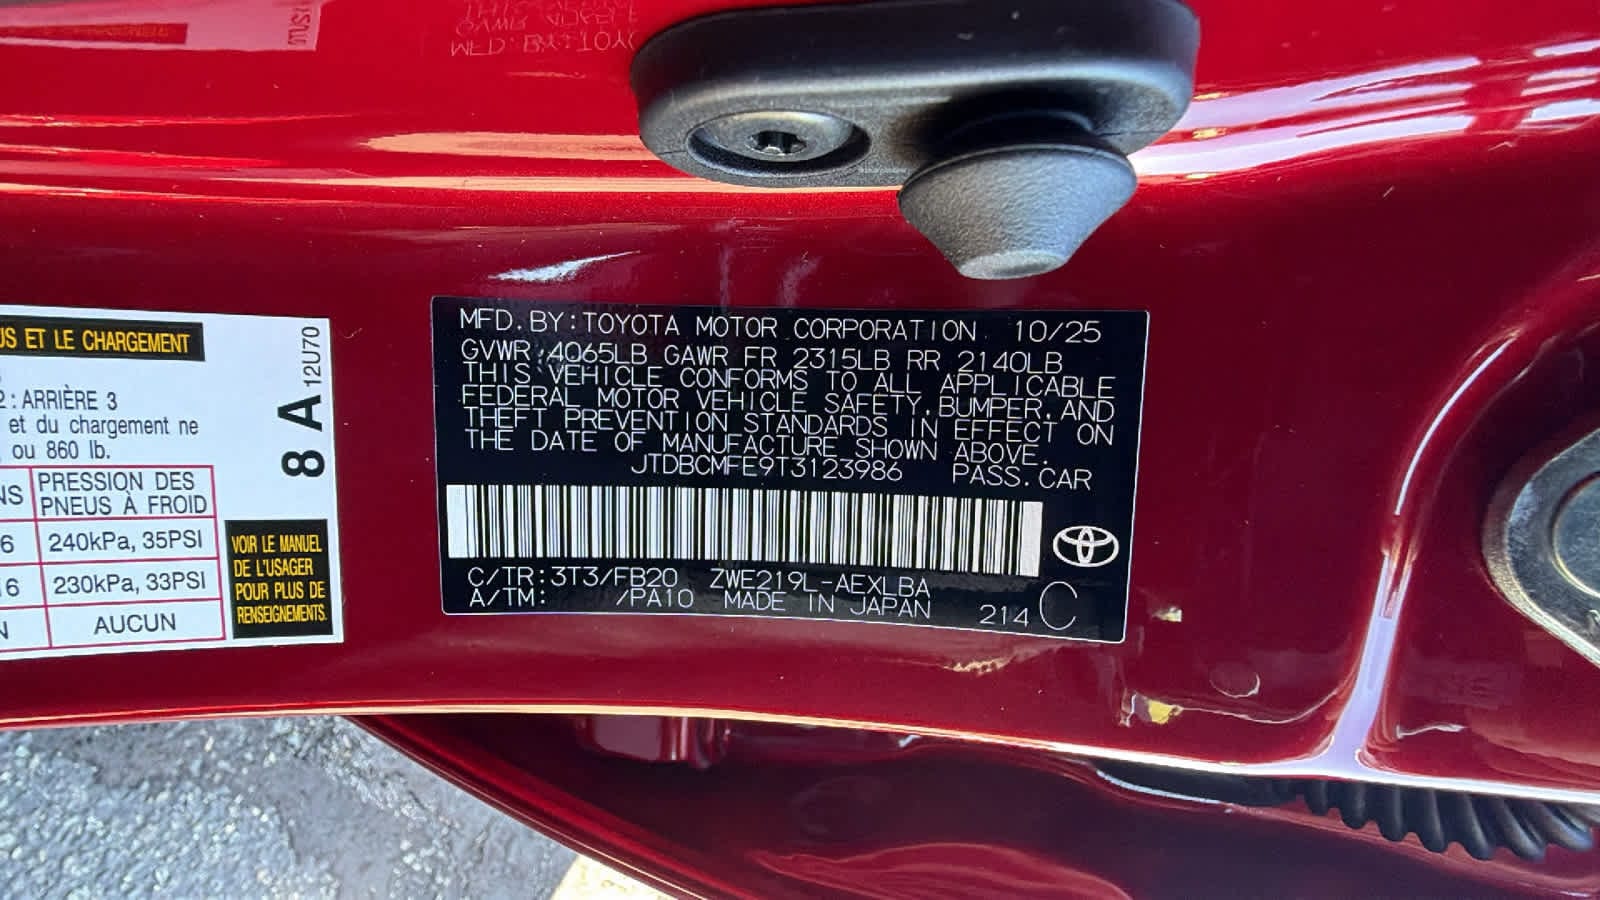 US ET LE CHARGEMENT
2: ARRIÈRE 3
et du chargement ne
ou 860 lb.
NS PRESSION DES
PNEUS À FROID
6 240kPa, 35PSI
16 230kPa, 33PSI
N AUCUN
8 A 12U70
VOIR LE MANUEL
DE L'USAGER
POUR PLUS DE
RENSEIGNEMENTS.
MFD. BY: TOYOTA MOTOR CORPORATION 10/25
GVWR 4065LB GAWR FR 2315LB RR 2140LB
THIS VEHICLE CONFORMS TO ALL APPLICABLE
FEDERAL MOTOR VEHICLE SAFETY, BUMPER, AND
THEFT PREVENTION STANDARDS IN EFFECT ON
THE DATE OF MANUFACTURE SHOWN ABOVE.
JTDBCMFE9T3123986 PASS. CAR
C/TR: 3T3/FB20 ZWE219L-AEXLBA
A/TM: /PA10 MADE IN JAPAN 214 C